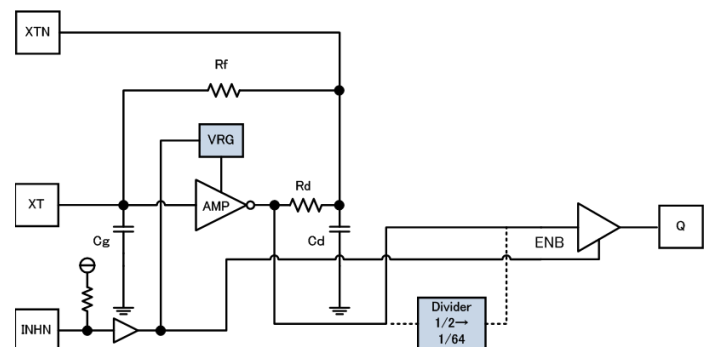 XTN
Rf
VRG
XT
AMP
Rd
Cg
Cd
ENB
Q
INHN
Divider
1/2→
1/64